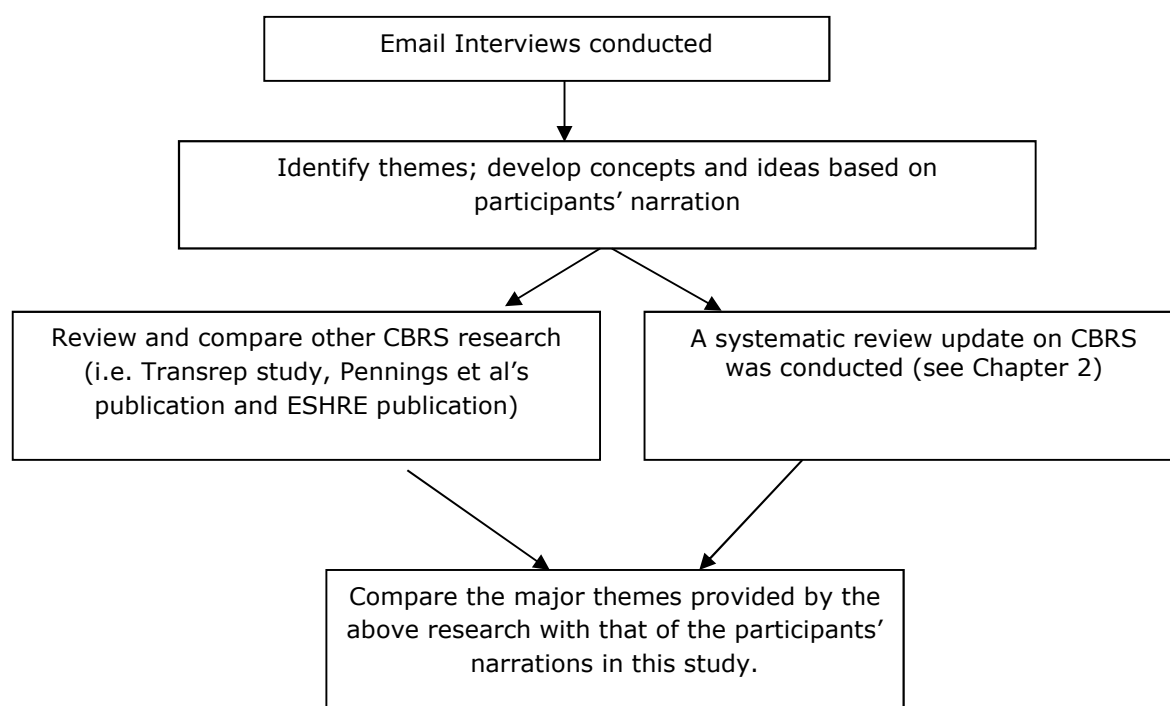 Email Interviews conducted
Identify themes; develop concepts and ideas based on
participants’ narration
Review and compare other CBRS research
(i.e. Transrep study, Pennings et al’s
publication and ESHRE publication)
A systematic review update on CBRS
was conducted (see Chapter 2)
Compare the major themes provided by the
above research with that of the participants’
narrations in this study.